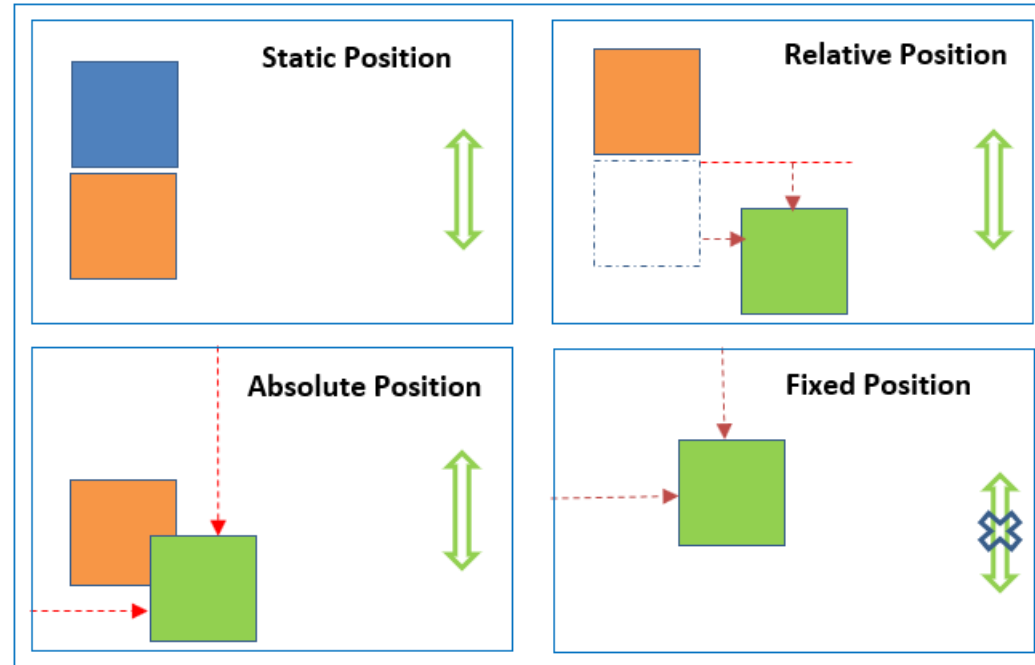 Static Position
Relative Position
Absolute Position
Fixed Position